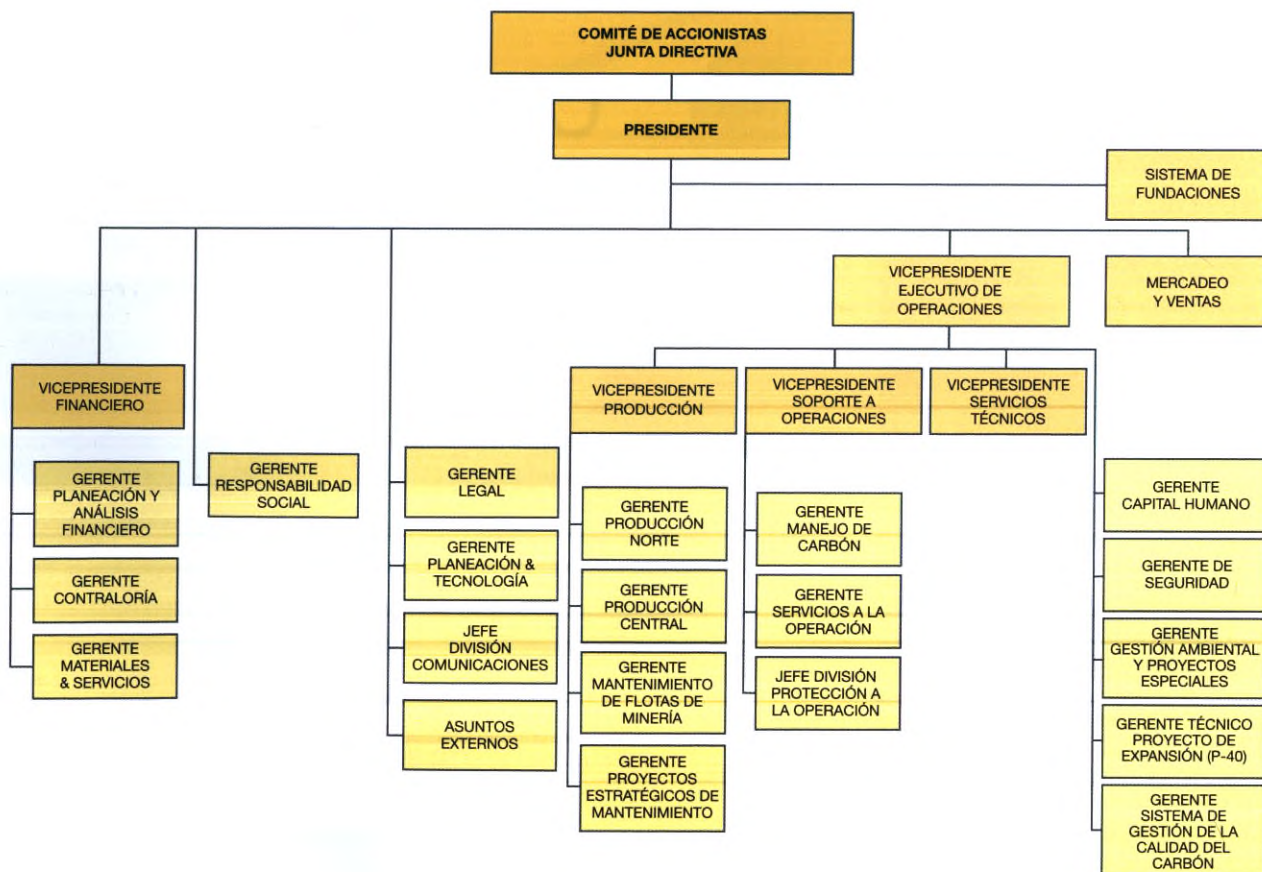 COMITÉ DE ACCIONISTAS
JUNTA DIRECTIVA
PRESIDENTE
SISTEMA DE
FUNDACIONES
VICEPRESIDENTE
EJECUTIVO DE
OPERACIONES
MERCADEO
Y VENTAS
VICEPRESIDENTE
FINANCIERO
VICEPRESIDENTE
PRODUCCIÓN
VICEPRESIDENTE
SOPORTE A
OPERACIONES
VICEPRESIDENTE
SERVICIOS
TÉCNICOS
GERENTE
PLANEACIÓN Y
ANÁLISIS
FINANCIERO
GERENTE
CONTRALORÍA
GERENTE
MATERIALES
& SERVICIOS
GERENTE
RESPONSABILIDAD
SOCIAL
GERENTE
LEGAL
GERENTE
PLANEACIÓN &
TECNOLOGÍA
JEFE
DIVISIÓN
COMUNICACIONES
ASUNTOS
EXTERNOS
GERENTE
PRODUCCIÓN
NORTE
GERENTE
PRODUCCIÓN
CENTRAL
GERENTE
MANTENIMIENTO
DE FLOTAS DE
MINERÍA
GERENTE
PROYECTOS
ESTRATÉGICOS DE
MANTENIMIENTO
GERENTE
MANEJO DE
CARBÓN
GERENTE
SERVICIOS A LA
OPERACIÓN
JEFE DIVISIÓN
PROTECCIÓN A
LA OPERACIÓN
GERENTE
CAPITAL HUMANO
GERENTE DE
SEGURIDAD
GERENTE
GESTIÓN AMBIENTAL
Y PROYECTOS
ESPECIALES
GERENTE TÉCNICO
PROYECTO DE
EXPANSIÓN (P-40)
GERENTE
SISTEMA DE
GESTIÓN DE LA
CALIDAD DEL
CARBÓN